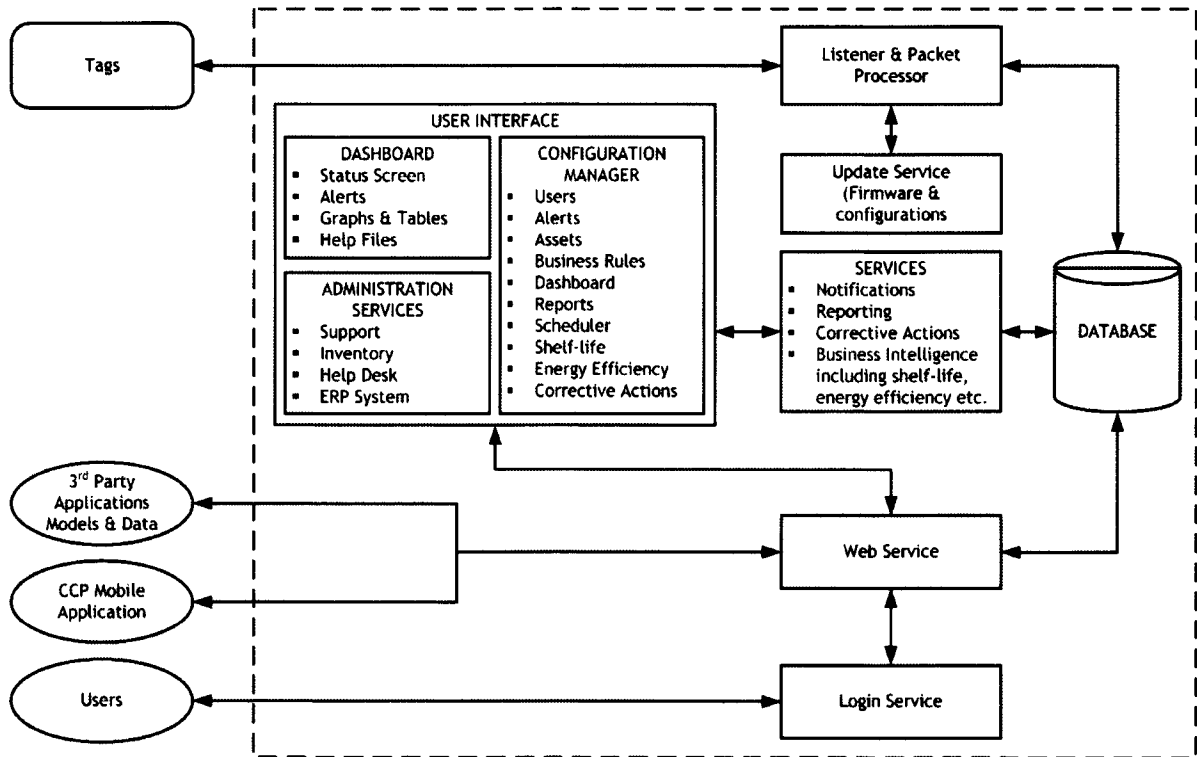 Tags
Listener & Packet
Processor
USER INTERFACE
DASHBOARD
▪ Status Screen
▪ Alerts
▪ Graphs & Tables
▪ Help Files
CONFIGURATION
MANAGER
▪ Users
▪ Alerts
▪ Assets
▪ Business Rules
▪ Dashboard
▪ Reports
▪ Scheduler
▪ Shelf-life
▪ Energy Efficiency
▪ Corrective Actions
ADMINISTRATION
SERVICES
▪ Support
▪ Inventory
▪ Help Desk
▪ ERP System
Update Service
(Firmware &
configurations
SERVICES
▪ Notifications
▪ Reporting
▪ Corrective Actions
▪ Business Intelligence
including shelf-life,
energy efficiency etc.
DATABASE
3rd Party
Applications
Models & Data
CCP Mobile
Application
Web Service
Users
Login Service